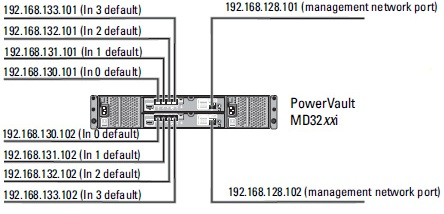 192.168.133.101 (In 3 default)
192.168.132.101 (In 2 default)
192.168.131.101 (In 1 default)
192.168.130.101 (In 0 default)
192.168.128.101 (management network port)
PowerVault
MD32xxi
192.168.130.102 (In 0 default)
192.168.131.102 (In 1 default)
192.168.132.102 (In 2 default)
192.168.133.102 (In 3 default)
192.168.128.102 (management network port)